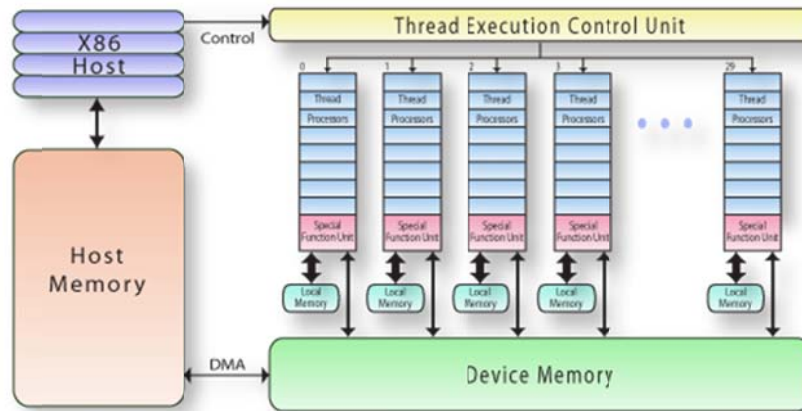 X86
Host
Control
Thread Execution Control Unit
0
1
2
3
29
Thread
Processors
Thread
Processors
Thread
Processors
Thread
Processors
Thread
Processors
Special
Function Unit
Special
Function Unit
Special
Function Unit
Special
Function Unit
Special
Function Unit
Local
Memory
Local
Memory
Local
Memory
Local
Memory
Local
Memory
Host
Memory
DMA
Device Memory